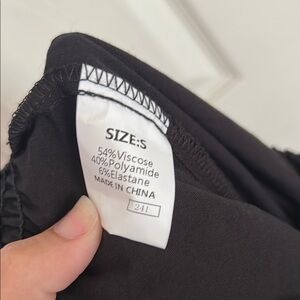 SIZE:S
54%Viscose
40%Polyamide
6%Elastane
MADE IN CHINA
241